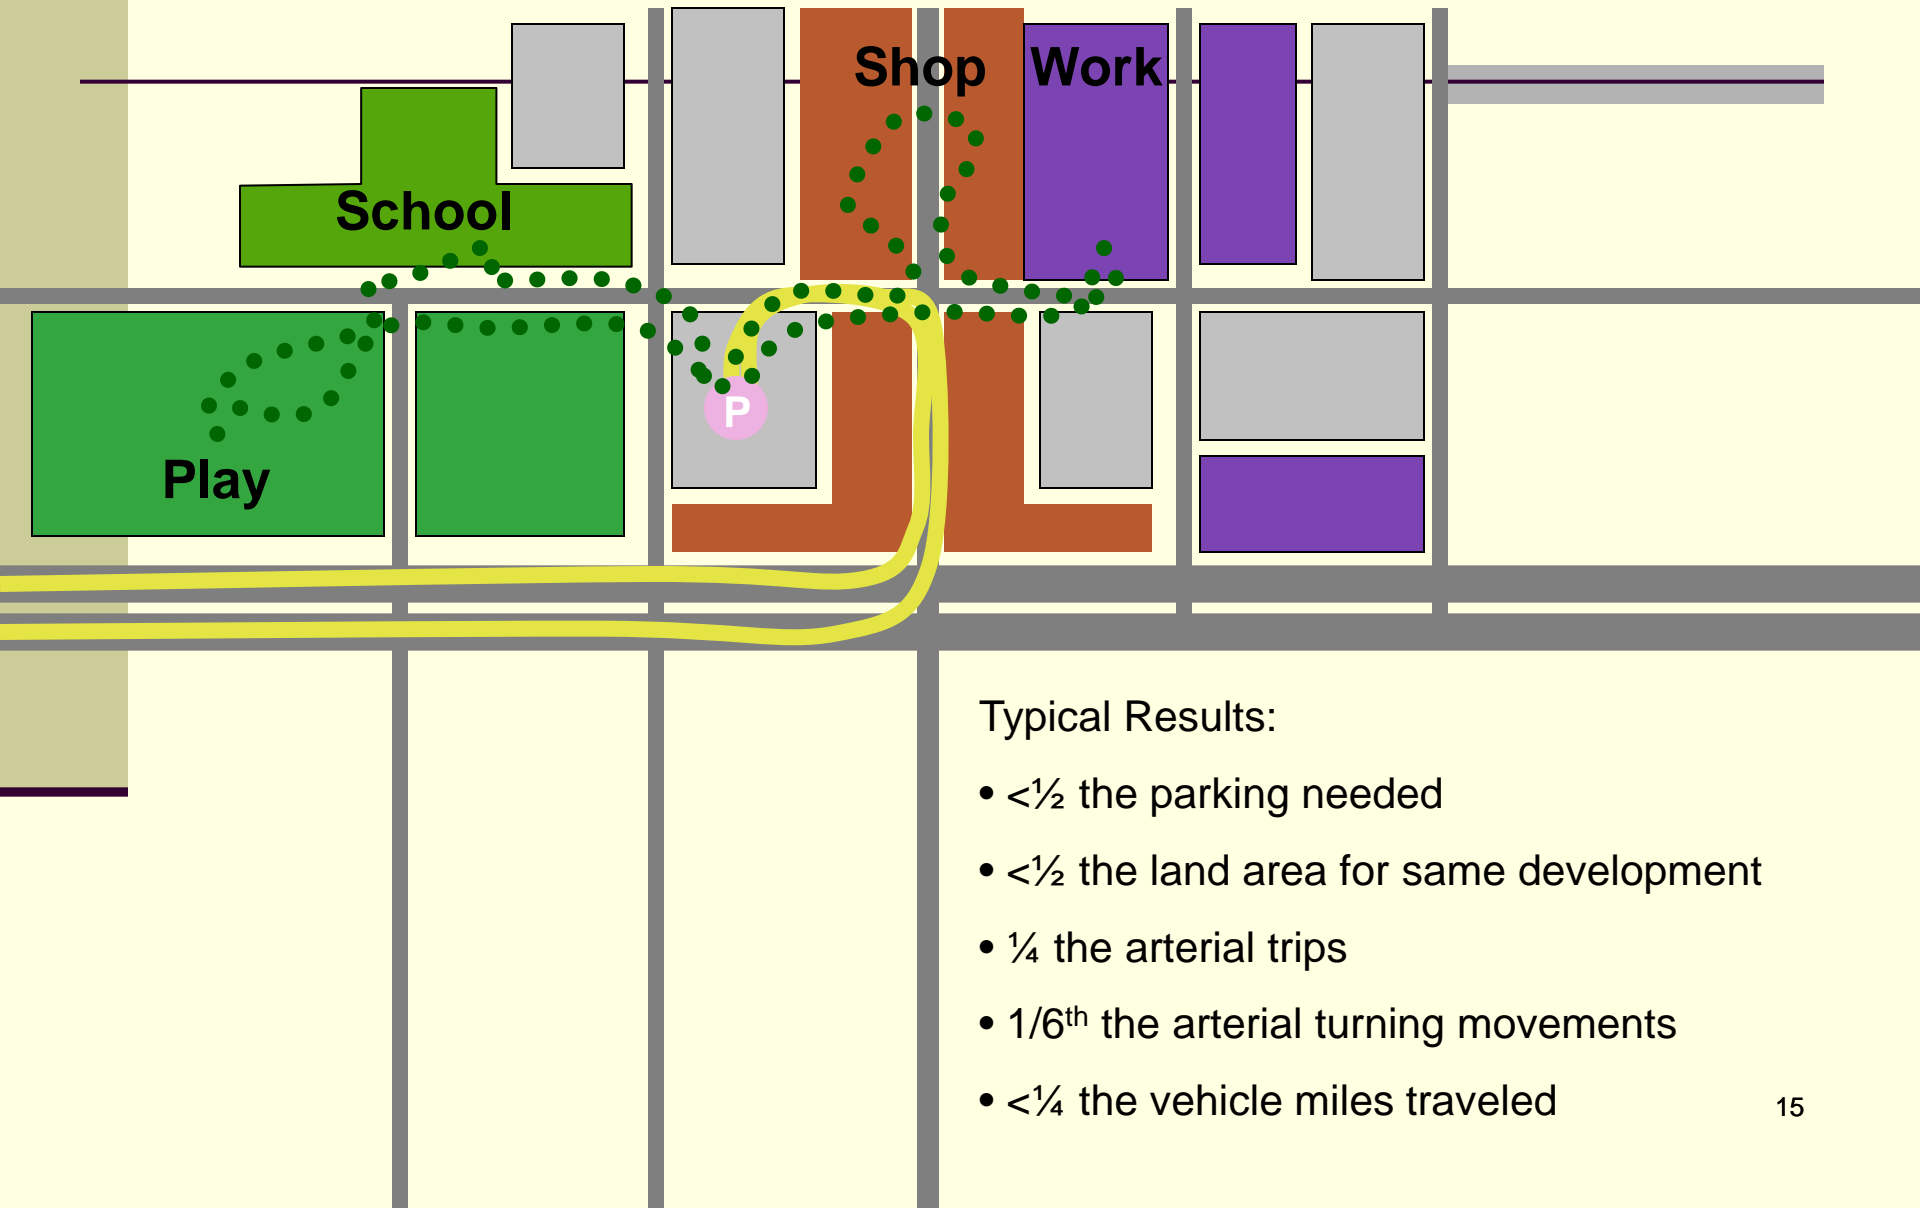 Shop Work
School
P
Play
Typical Results:
• <½ the parking needed
• <½ the land area for same development
• ¼ the arterial trips
• 1/6th the arterial turning movements
• <¼ the vehicle miles traveled
15